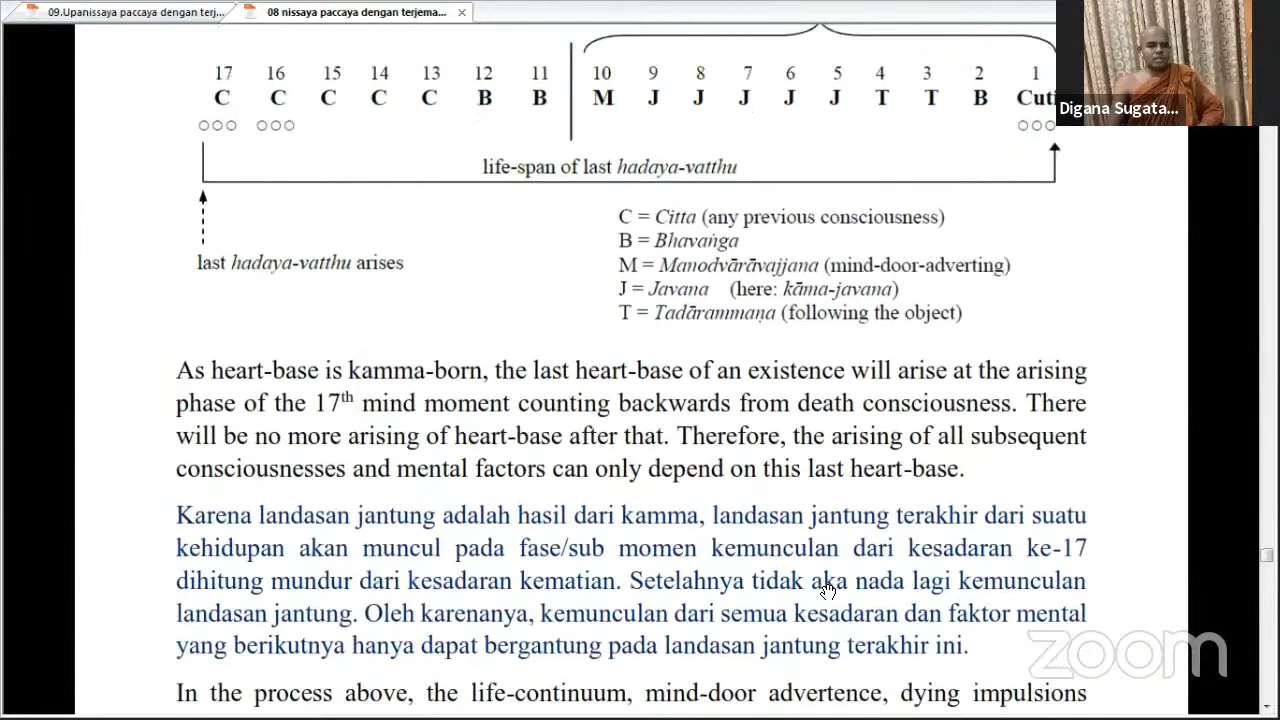 09.Upanissaya paccaya dengan terj...
08 nissaya paccaya dengan terjema...
17 16 15 14 13 12 11 10 9 8 7 6 5 4 3 2 1
C C C C C B B M J J J J J T T B Cut
Digana Sugata...
life-span of last hadaya-vatthu
last hadaya-vatthu arises
C = Citta (any previous consciousness)
B = Bhavaṅga
M = Manodvārāvajjana (mind-door-adverting)
J = Javana (here: kāma-javana)
T = Tadārammaṇa (following the object)
As heart-base is kamma-born, the last heart-base of an existence will arise at the arising
phase of the 17th mind moment counting backwards from death consciousness. There
will be no more arising of heart-base after that. Therefore, the arising of all subsequent
consciousnesses and mental factors can only depend on this last heart-base.
Karena landasan jantung adalah hasil dari kamma, landasan jantung terakhir dari suatu
kehidupan akan muncul pada fase/sub momen kemunculan dari kesadaran ke-17
dihitung mundur dari kesadaran kematian. Setelahnya tidak aka nada lagi kemunculan
landasan jantung. Oleh karenanya, kemunculan dari semua kesadaran dan faktor mental
yang berikutnya hanya dapat bergantung pada landasan jantung terakhir ini.
zoom
In the process above, the life-continuum, mind-door advertence, dying impulsions